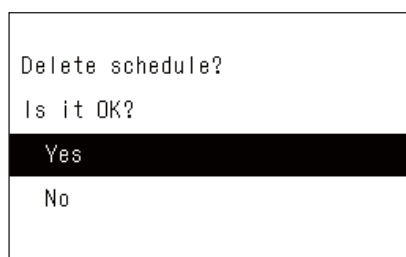 Delete schedule?
Is it OK?
Yes
No